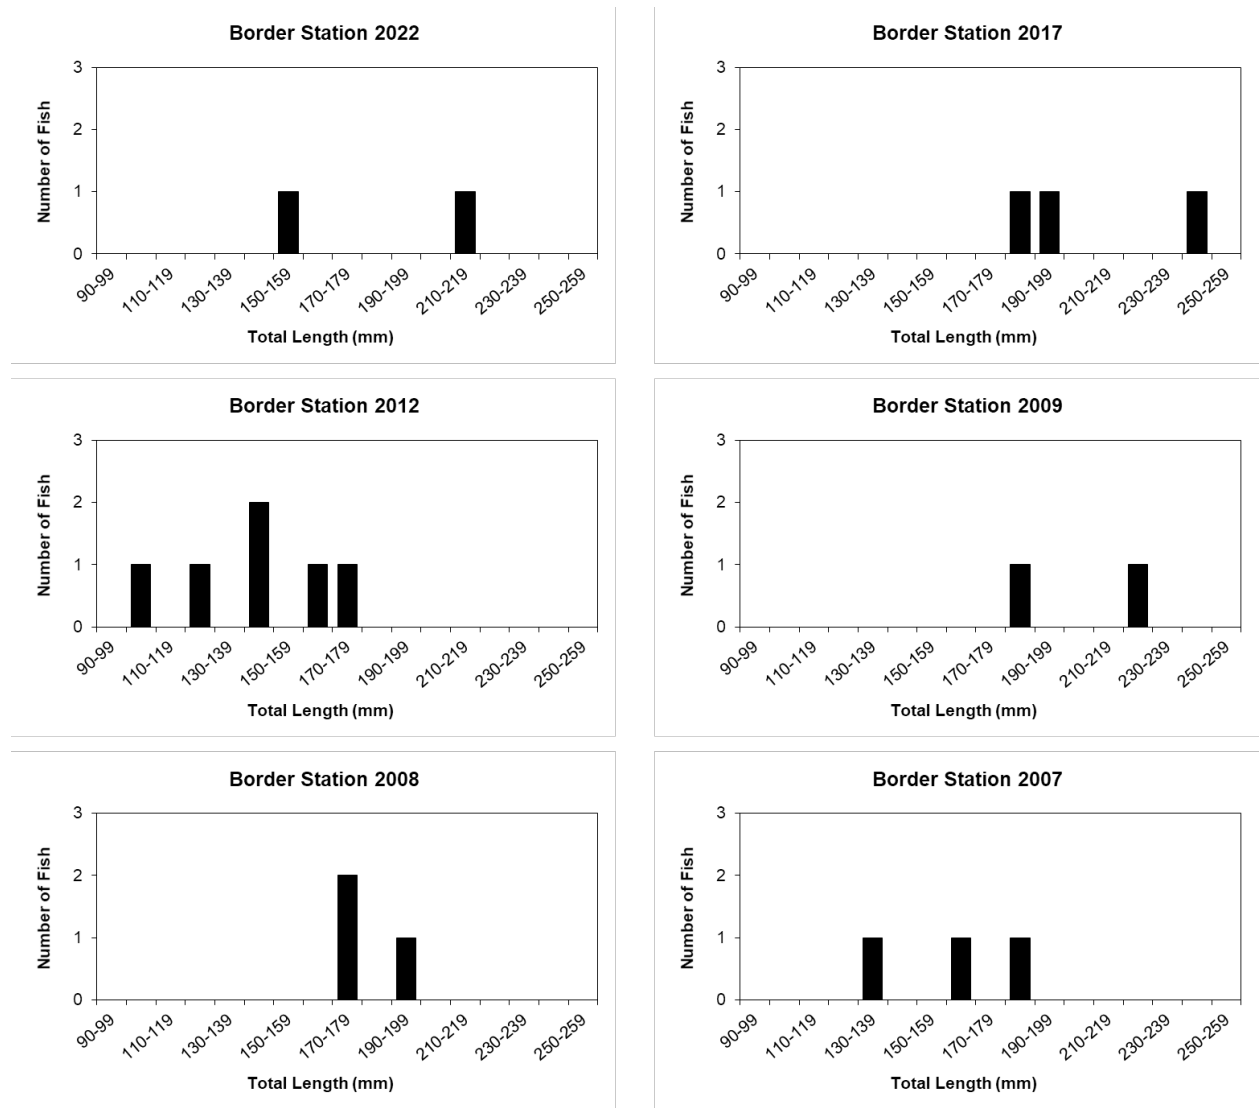 Border Station 2022
Number of Fish
3
2
1
0
90-99 110-119 130-139 150-159 170-179 190-199 210-219 230-239 250-259
Total Length (mm)
Border Station 2017
Number of Fish
3
2
1
0
90-99 110-119 130-139 150-159 170-179 190-199 210-219 230-239 250-259
Total Length (mm)
Border Station 2012
Number of Fish
3
2
1
0
90-99 110-119 130-139 150-159 170-179 190-199 210-219 230-239 250-259
Total Length (mm)
Border Station 2009
Number of Fish
3
2
1
0
90-99 110-119 130-139 150-159 170-179 190-199 210-219 230-239 250-259
Total Length (mm)
Border Station 2008
Number of Fish
3
2
1
0
90-99 110-119 130-139 150-159 170-179 190-199 210-219 230-239 250-259
Total Length (mm)
Border Station 2007
Number of Fish
3
2
1
0
90-99 110-119 130-139 150-159 170-179 190-199 210-219 230-239 250-259
Total Length (mm)